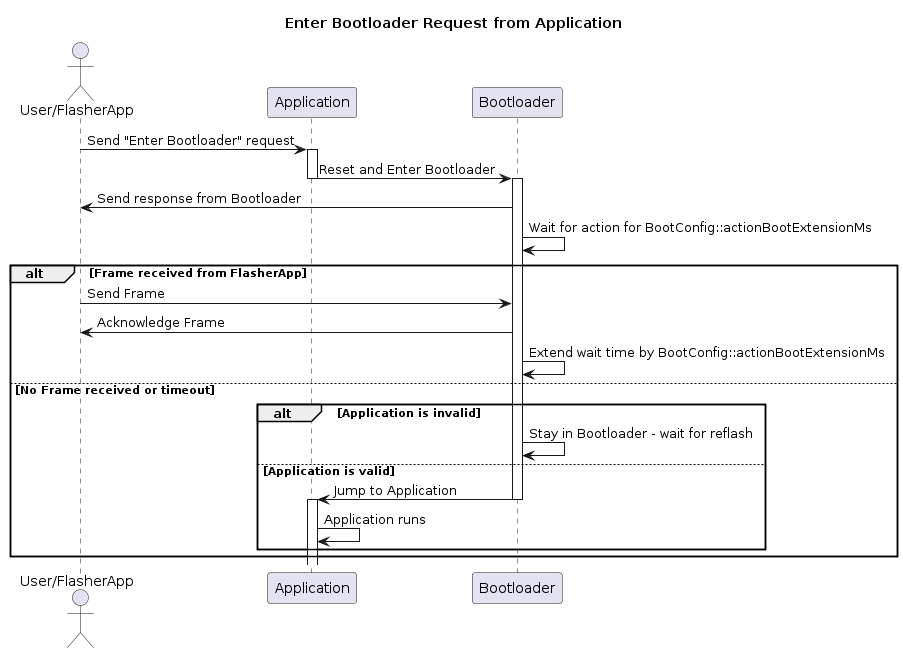 Enter Bootloader Request from Application
User/FlasherApp
Application
Bootloader
Send "Enter Bootloader" request
Reset and Enter Bootloader
Send response from Bootloader
Wait for action for BootConfig::actionBootExtensionMs
alt
[Frame received from FlasherApp]
Send Frame
Acknowledge Frame
Extend wait time by BootConfig::actionBootExtensionMs
[No Frame received or timeout]
alt
[Application is invalid]
Stay in Bootloader - wait for reflash
[Application is valid]
Jump to Application
Application runs
User/FlasherApp
Application
Bootloader